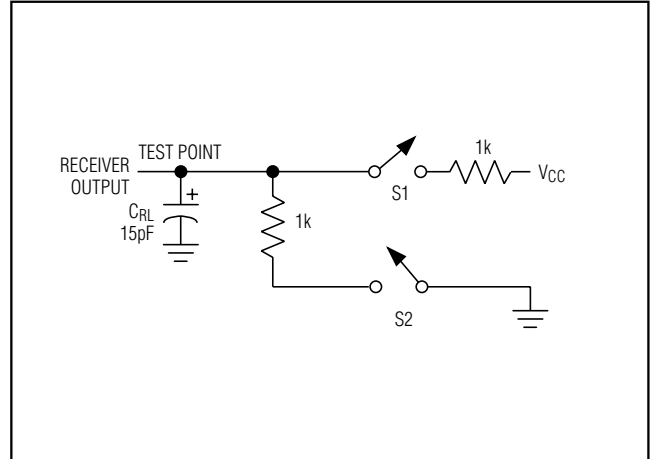 RECEIVER
OUTPUT
TEST POINT
+
CRL
15pF
1k
S1
1k
VCC
S2